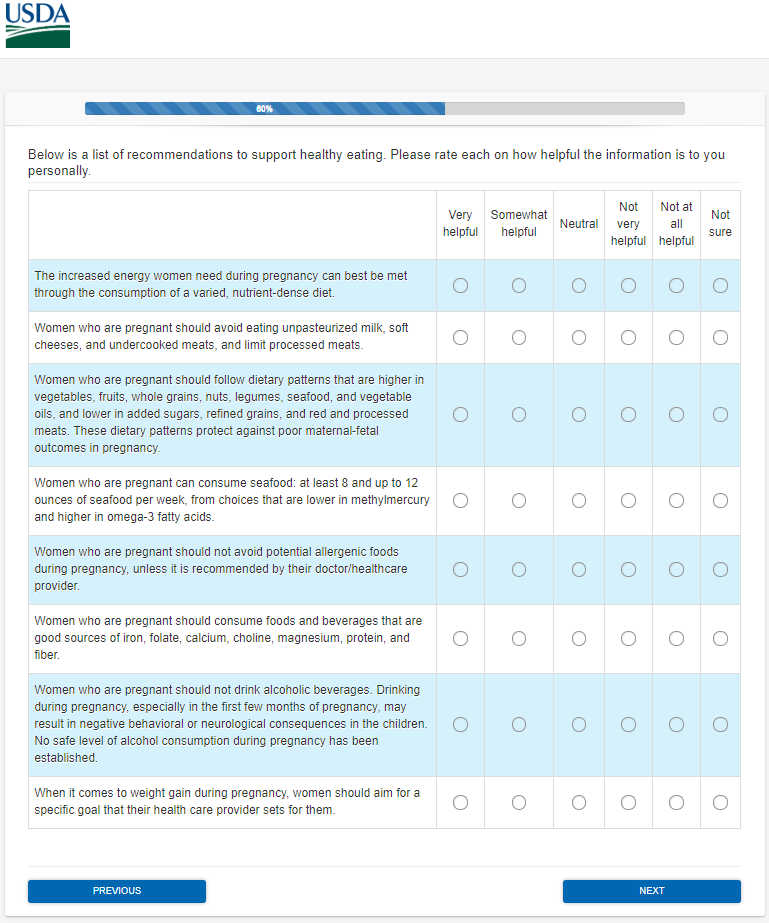 USDA
60%
Below is a list of recommendations to support healthy eating. Please rate each on how helpful the information is to you
personally.
Very
helpful
Somewhat
helpful
Neutral
Not
very
helpful
Not at
all
helpful
Not
sure
The increased energy women need during pregnancy can best be met
through the consumption of a varied, nutrient-dense diet.
Women who are pregnant should avoid eating unpasteurized milk, soft
cheeses, and undercooked meats, and limit processed meats.
Women who are pregnant should follow dietary patterns that are higher in
vegetables, fruits, whole grains, nuts, legumes, seafood, and vegetable
oils, and lower in added sugars, refined grains, and red and processed
meats. These dietary patterns protect against poor maternal-fetal
outcomes in pregnancy.
Women who are pregnant can consume seafood: at least 8 and up to 12
ounces of seafood per week, from choices that are lower in methylmercury
and higher in omega-3 fatty acids.
Women who are pregnant should not avoid potential allergenic foods
during pregnancy, unless it is recommended by their doctor/healthcare
provider.
Women who are pregnant should consume foods and beverages that are
good sources of iron, folate, calcium, choline, magnesium, protein, and
fiber.
Women who are pregnant should not drink alcoholic beverages. Drinking
during pregnancy, especially in the first few months of pregnancy, may
result in negative behavioral or neurological consequences in the children.
No safe level of alcohol consumption during pregnancy has been
established.
When it comes to weight gain during pregnancy, women should aim for a
specific goal that their health care provider sets for them.
PREVIOUS
NEXT